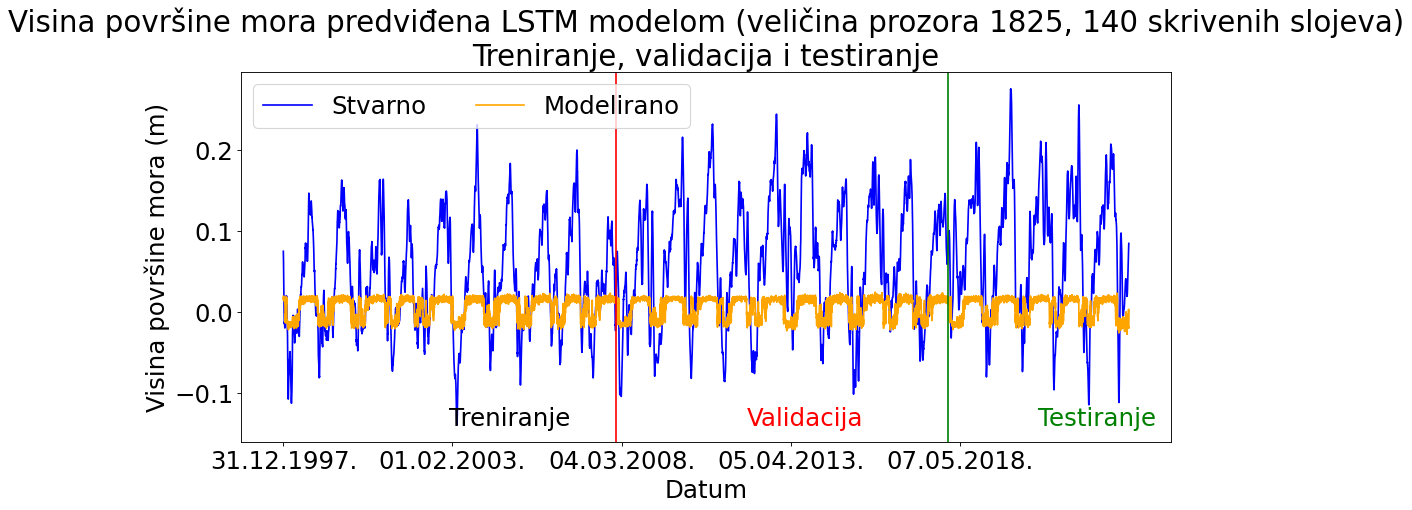 Visina površine mora predviđena LSTM modelom (veličina prozora 1825, 140 skrivenih slojeva)
Treniranje, validacija i testiranje
Stvarno
Modelirano
Visina površine mora (m)
0.2
0.1
0.0
−0.1
Treniranje
Validacija
Testiranje
31.12.1997.
01.02.2003.
04.03.2008.
05.04.2013.
07.05.2018.
Datum